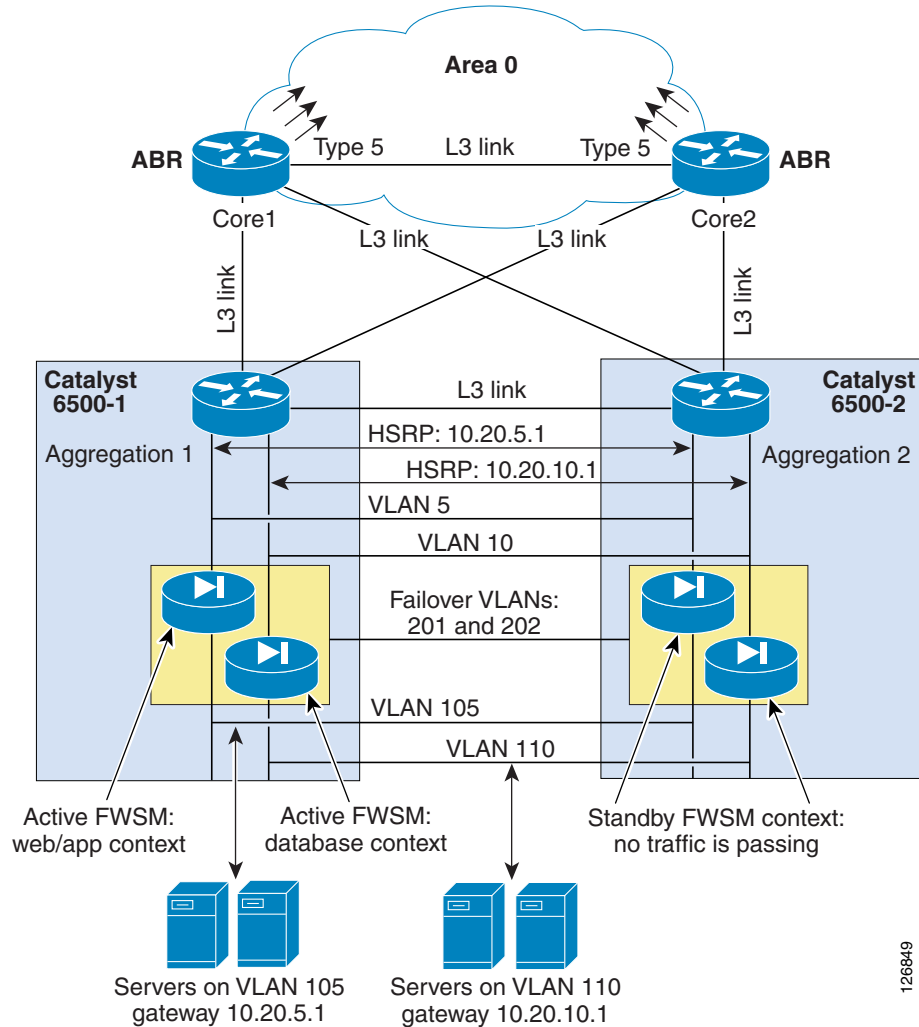 Area 0
Type 5
Type 5
ABR
L3 link
ABR
Core1
Core2
L3 link
L3 link
L3 link
L3 link
Catalyst
6500-1
Catalyst
6500-2
L3 link
HSRP: 10.20.5.1
Aggregation 1
Aggregation 2
HSRP: 10.20.10.1
VLAN 5
VLAN 10
Failover VLANs:
201 and 202
VLAN 105
VLAN 110
Active FWSM:
web/app context
Active FWSM:
database context
Standby FWSM context:
no traffic is passing
Servers on VLAN 105
gateway 10.20.5.1
Servers on VLAN 110
gateway 10.20.10.1
126849